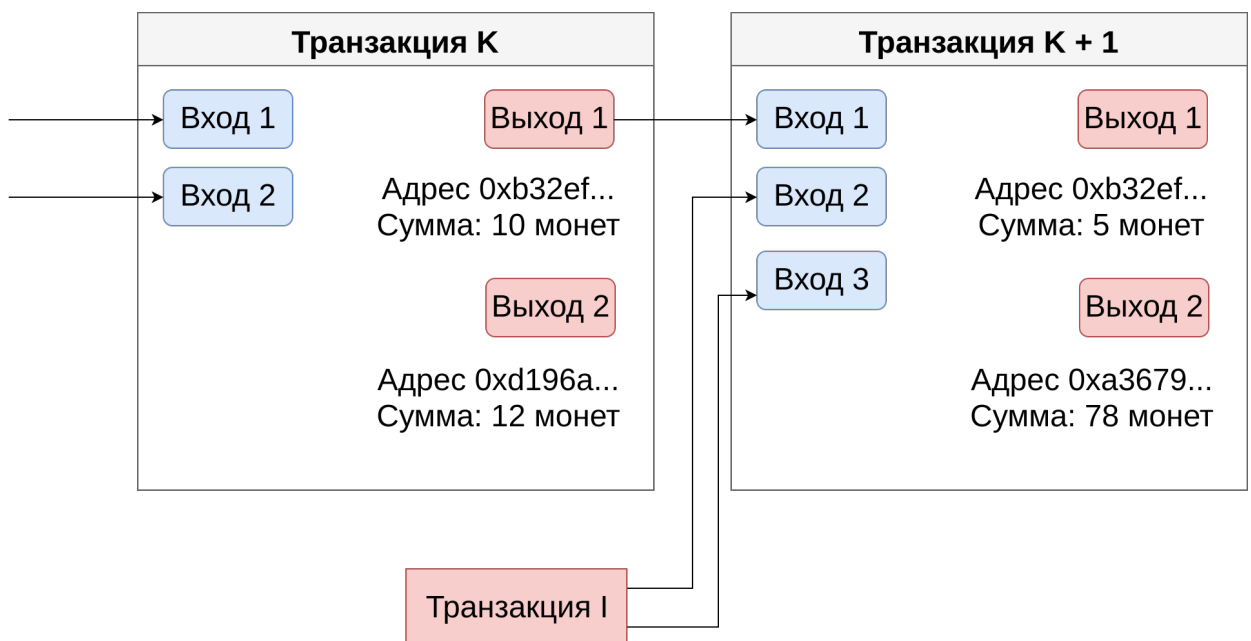 Транзакция K
Вход 1
Вход 2
Выход 1
Адрес 0xb32ef...
Сумма: 10 монет
Выход 2
Адрес 0xd196a...
Сумма: 12 монет
Транзакция K + 1
Вход 1
Вход 2
Вход 3
Выход 1
Адрес 0xb32ef...
Сумма: 5 монет
Выход 2
Адрес 0xa3679...
Сумма: 78 монет
Транзакция I